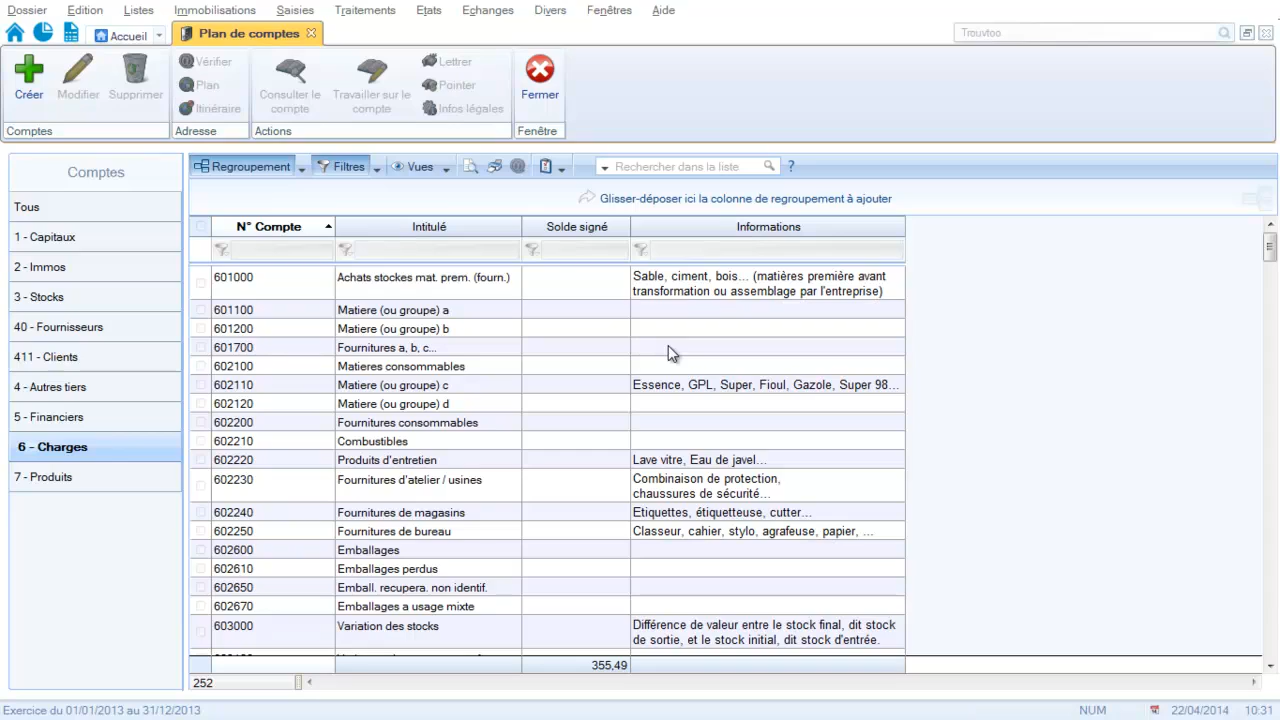 Dossier Edition Listes Immobilisations Saisies Traitements Etats Echanges Divers Fenêtres Aide
Accueil Plan de comptes Trouvtoo
Créer Modifier Supprimer Vérifier Plan Itinéraire
Consulter le compte Travailler sur le compte Lettrer Pointer Infos légales Fermer
Comptes Adresse Actions Fenêtre
Comptes
Tous
1 - Capitaux
2 - Immos
3 - Stocks
40 - Fournisseurs
411 - Clients
4 - Autres tiers
5 - Financiers
6 - Charges
7 - Produits
Regroupement Filtres Vues Rechercher dans la liste ?
Glisser-déposer ici la colonne de regroupement à ajouter
N° Compte Intitulé Solde signé Informations
601000 Achats stockes mat. prem. (fourn.) Sable, ciment, bois... (matières première avant
transformation ou assemblage par l'entreprise)
601100 Matiere (ou groupe) a
601200 Matiere (ou groupe) b
601700 Fournitures a, b, c...
602100 Matieres consommables
602110 Matiere (ou groupe) c Essence, GPL, Super, Fioul, Gazole, Super 98...
602120 Matiere (ou groupe) d
602200 Fournitures consommables
602210 Combustibles
602220 Produits d'entretien Lave vitre, Eau de javel...
602230 Fournitures d'atelier / usines Combinaison de protection,
chaussures de sécurité...
602240 Fournitures de magasins Etiquettes, étiquetteuse, cutter...
602250 Fournitures de bureau Classeur, cahier, stylo, agrafeuse, papier, ...
602600 Emballages
602610 Emballages perdus
602650 Emball. recupera. non identif.
602670 Emballages a usage mixte
603000 Variation des stocks Différence de valeur entre le stock final, dit stock
de sortie, et le stock initial, dit stock d'entrée.
355,49
252
Exercice du 01/01/2013 au 31/12/2013 NUM 22/04/2014 10:31